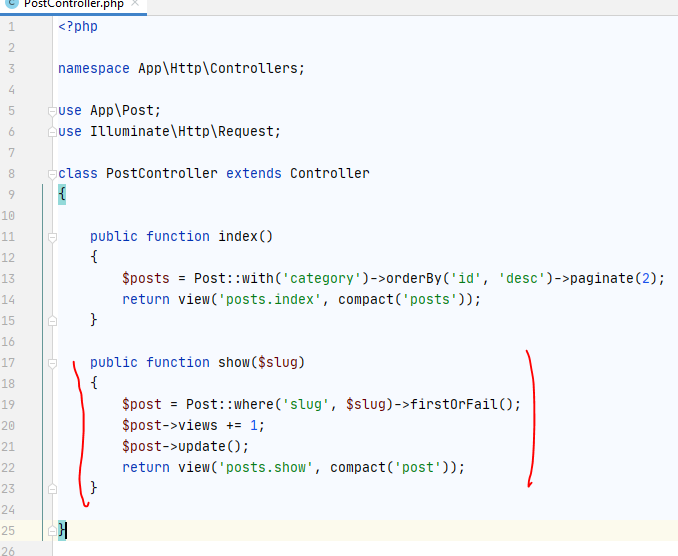 PostController.php
1 <?php
2
3 namespace App\Http\Controllers;
4
5 use App\Post;
6 use Illuminate\Http\Request;
7
8 class PostController extends Controller
9 {
10
11 public function index()
12 {
13 $posts = Post::with('category')->orderBy('id', 'desc')->paginate(2);
14 return view('posts.index', compact('posts'));
15 }
16
17 public function show($slug)
18 {
19 $post = Post::where('slug', $slug)->firstOrFail();
20 $post->views += 1;
21 $post->update();
22 return view('posts.show', compact('post'));
23 }
24
25 }
26